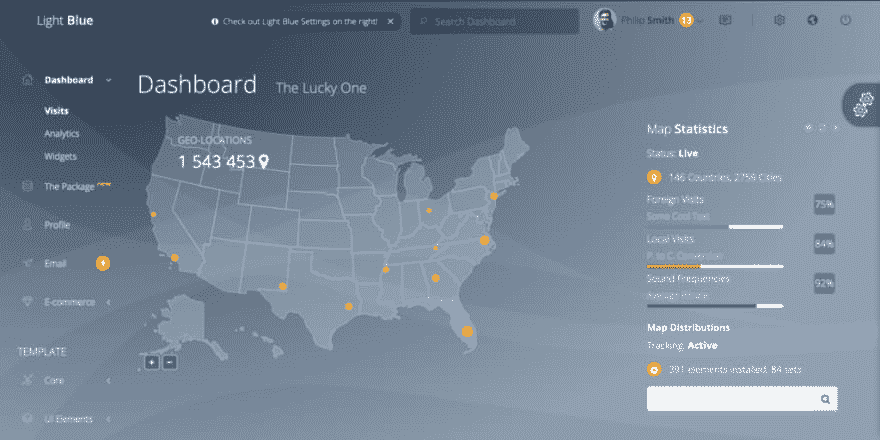 Light Blue
Check out Light Blue Settings on the right! ×
Search Dashboard
Philip Smith
13
Dashboard
Visits
Analytics
Widgets
The Package
Profile
Email
E-commerce
TEMPLATE
Core
UI Elements
Dashboard The Lucky One
GEO-LOCATIONS
1 543 453
+ −
Map Statistics
Status: Live
146 Countries, 2759 Cities
Foreign Visits
Some Cool Text
75%
Local Visits
P. to C. Conversion
84%
Sound Frequencies
92%
Map Distributions
Tracking: Active
391 elements installed, 84 sets